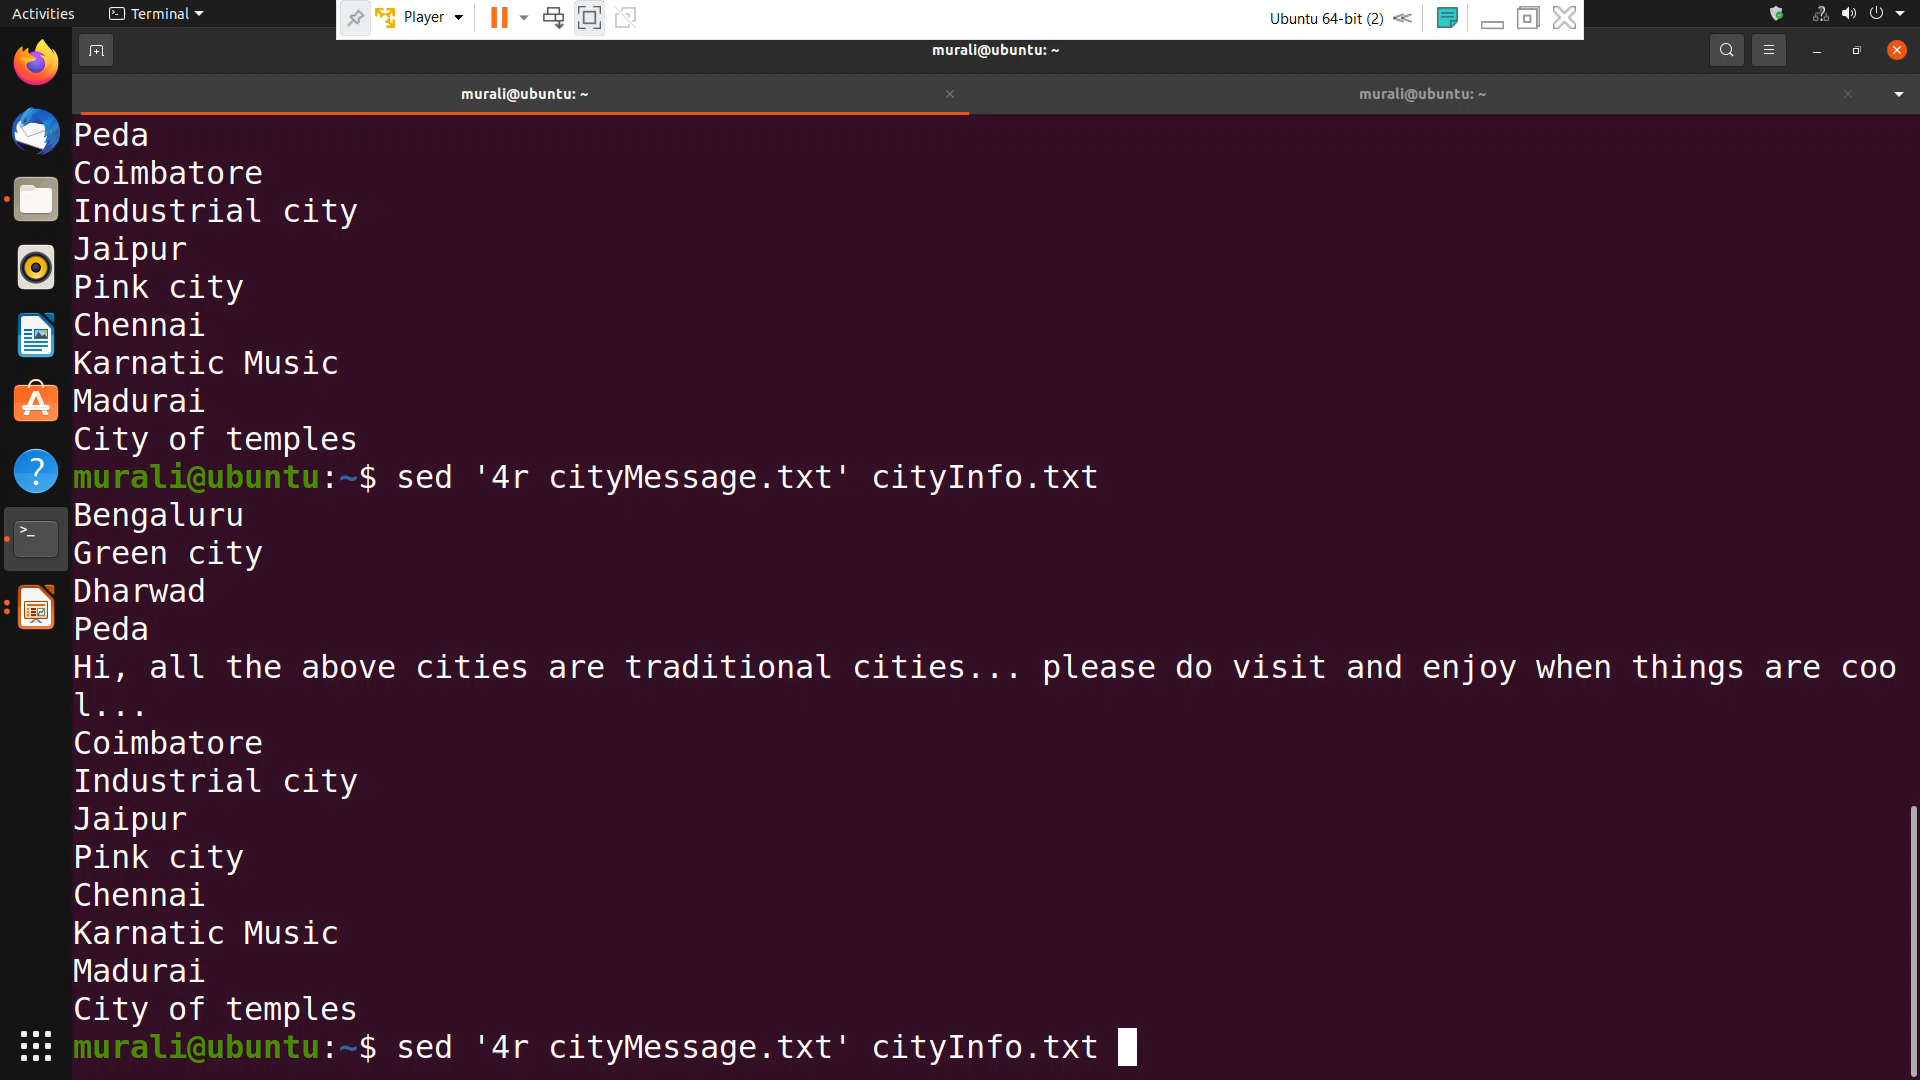 Activities
Terminal
Player
Ubuntu 64-bit (2)
murali@ubuntu: ~
murali@ubuntu: ~
murali@ubuntu: ~
Peda
Coimbatore
Industrial city
Jaipur
Pink city
Chennai
Karnatic Music
Madurai
City of temples
murali@ubuntu:~$ sed '4r cityMessage.txt' cityInfo.txt
Bengaluru
Green city
Dharwad
Peda
Hi, all the above cities are traditional cities... please do visit and enjoy when things are coo
l...
Coimbatore
Industrial city
Jaipur
Pink city
Chennai
Karnatic Music
Madurai
City of temples
murali@ubuntu:~$ sed '4r cityMessage.txt' cityInfo.txt